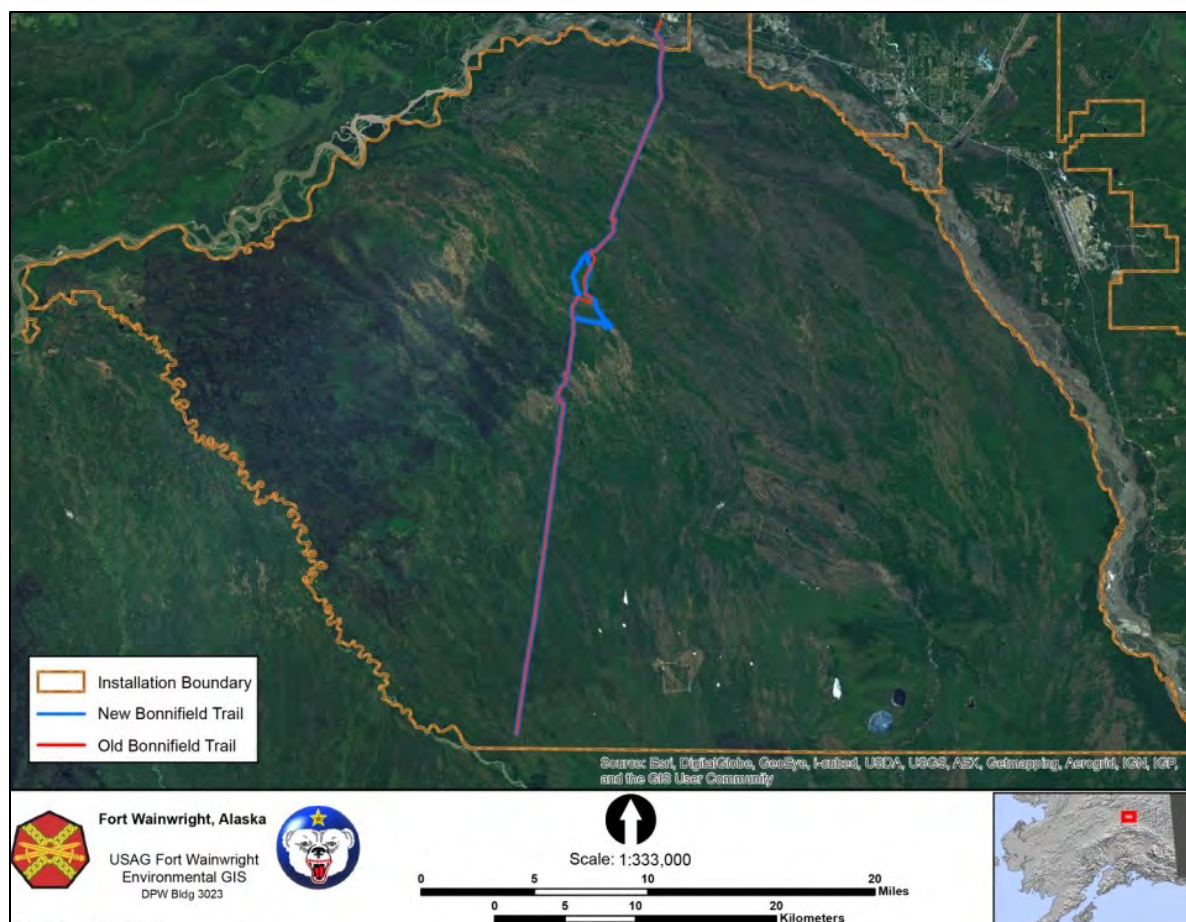 Installation Boundary
New Bonnifield Trail
Old Bonnifield Trail
Source: Esri, DigitalGlobe, GeoEye, i-cubed, USDA, USGS, AEX, Getmapping, Aerogrid, IGN, IGP,
and the GIS User Community
Fort Wainwright, Alaska
USAG Fort Wainwright
Environmental GIS
DPW Bldg 3023
Scale: 1:333,000
0 5 10 20
Miles
0 5 10 20
Kilometers